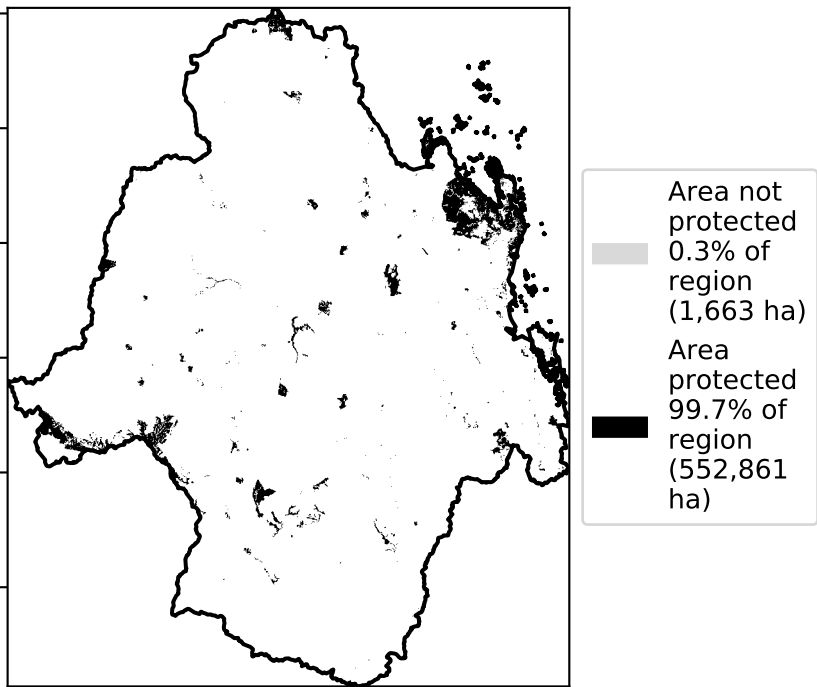 Area not
protected
0.3% of
region
(1,663 ha)
Area
protected
99.7% of
region
(552,861
ha)